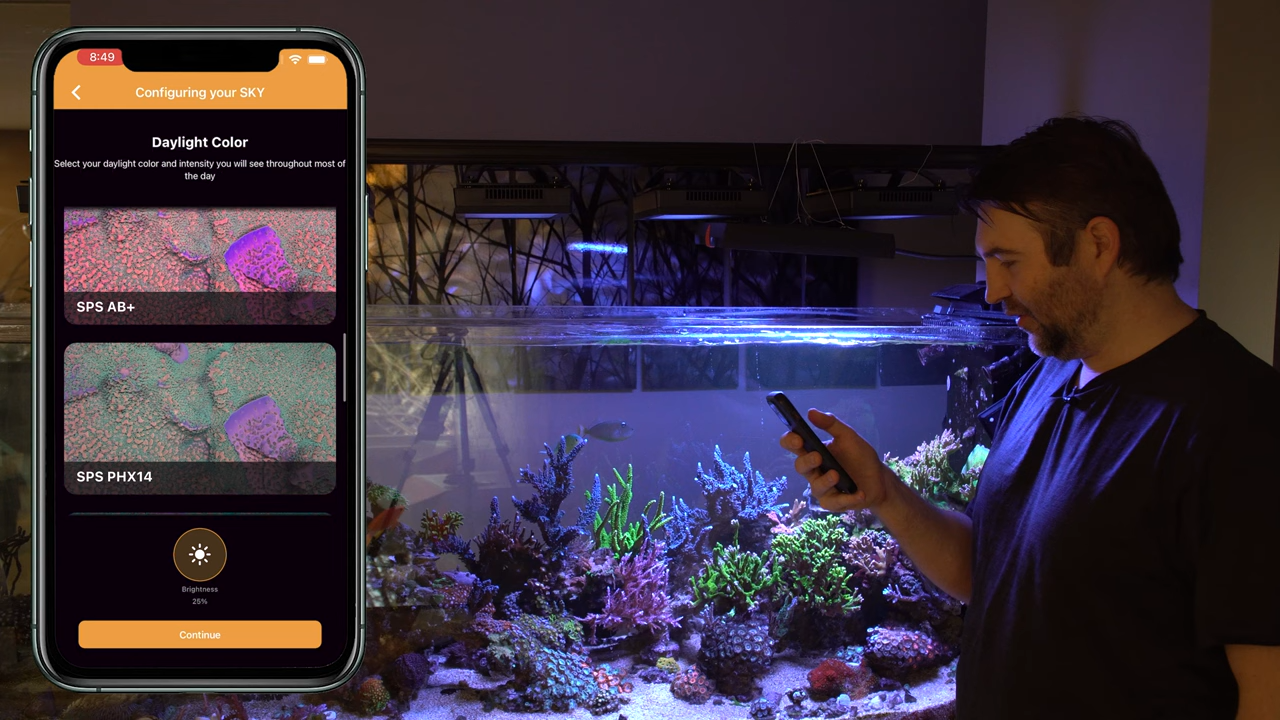 8:49
Configuring your SKY
Daylight Color
Select your daylight color and intensity you will see throughout most of
the day
SPS AB+
SPS PHX14
Brightness
25%
Continue